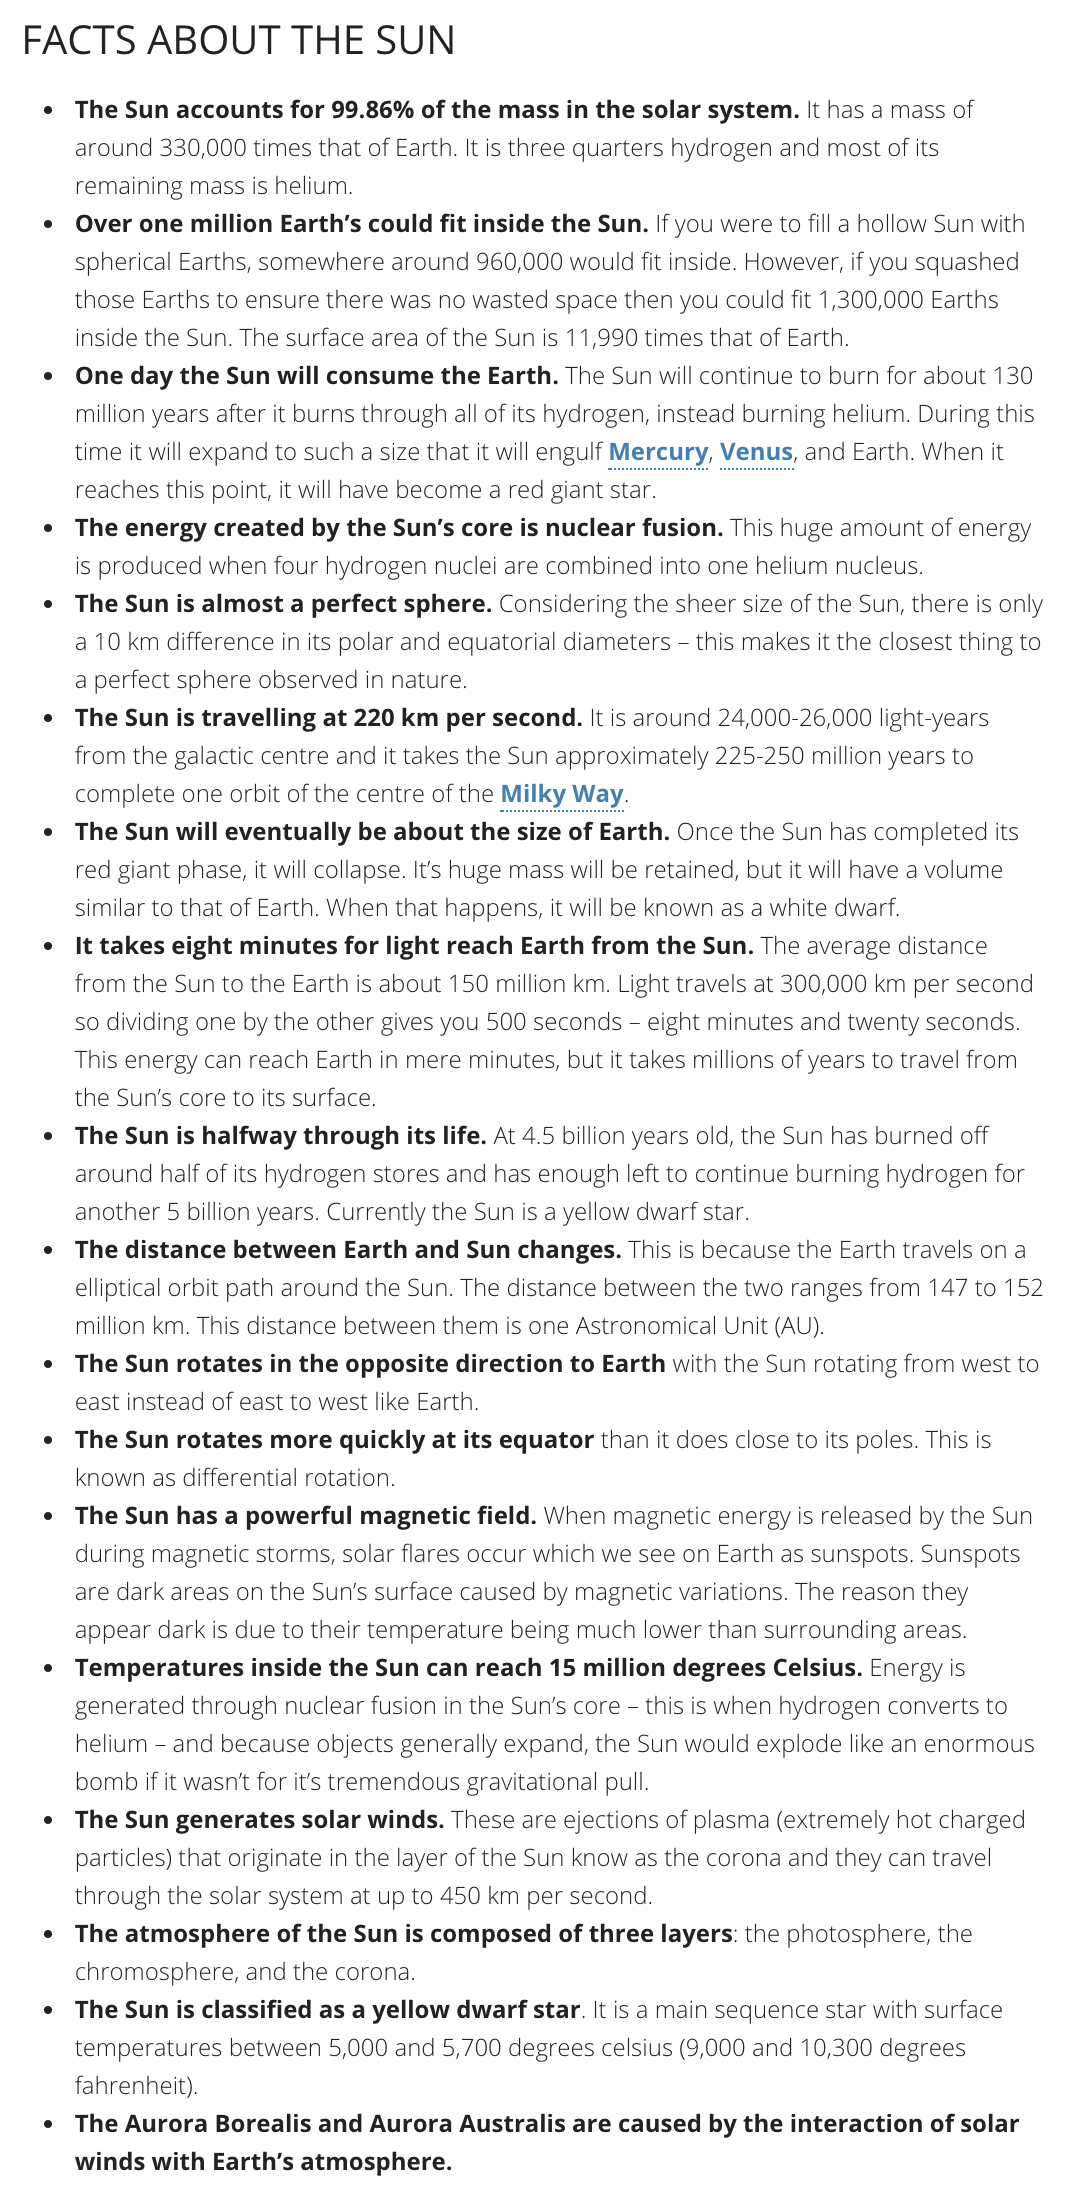 FACTS ABOUT THE SUN
• The Sun accounts for 99.86% of the mass in the solar system. It has a mass of
around 330,000 times that of Earth. It is three quarters hydrogen and most of its
remaining mass is helium.
• Over one million Earth’s could fit inside the Sun. If you were to fill a hollow Sun with
spherical Earths, somewhere around 960,000 would fit inside. However, if you squashed
those Earths to ensure there was no wasted space then you could fit 1,300,000 Earths
inside the Sun. The surface area of the Sun is 11,990 times that of Earth.
• One day the Sun will consume the Earth. The Sun will continue to burn for about 130
million years after it burns through all of its hydrogen, instead burning helium. During this
time it will expand to such a size that it will engulf Mercury, Venus, and Earth. When it
reaches this point, it will have become a red giant star.
• The energy created by the Sun’s core is nuclear fusion. This huge amount of energy
is produced when four hydrogen nuclei are combined into one helium nucleus.
• The Sun is almost a perfect sphere. Considering the sheer size of the Sun, there is only
a 10 km difference in its polar and equatorial diameters – this makes it the closest thing to
a perfect sphere observed in nature.
• The Sun is travelling at 220 km per second. It is around 24,000-26,000 light-years
from the galactic centre and it takes the Sun approximately 225-250 million years to
complete one orbit of the centre of the Milky Way.
• The Sun will eventually be about the size of Earth. Once the Sun has completed its
red giant phase, it will collapse. It’s huge mass will be retained, but it will have a volume
similar to that of Earth. When that happens, it will be known as a white dwarf.
• It takes eight minutes for light reach Earth from the Sun. The average distance
from the Sun to the Earth is about 150 million km. Light travels at 300,000 km per second
so dividing one by the other gives you 500 seconds – eight minutes and twenty seconds.
This energy can reach Earth in mere minutes, but it takes millions of years to travel from
the Sun’s core to its surface.
• The Sun is halfway through its life. At 4.5 billion years old, the Sun has burned off
around half of its hydrogen stores and has enough left to continue burning hydrogen for
another 5 billion years. Currently the Sun is a yellow dwarf star.
• The distance between Earth and Sun changes. This is because the Earth travels on a
elliptical orbit path around the Sun. The distance between the two ranges from 147 to 152
million km. This distance between them is one Astronomical Unit (AU).
• The Sun rotates in the opposite direction to Earth with the Sun rotating from west to
east instead of east to west like Earth.
• The Sun rotates more quickly at its equator than it does close to its poles. This is
known as differential rotation.
• The Sun has a powerful magnetic field. When magnetic energy is released by the Sun
during magnetic storms, solar flares occur which we see on Earth as sunspots. Sunspots
are dark areas on the Sun’s surface caused by magnetic variations. The reason they
appear dark is due to their temperature being much lower than surrounding areas.
• Temperatures inside the Sun can reach 15 million degrees Celsius. Energy is
generated through nuclear fusion in the Sun’s core – this is when hydrogen converts to
helium – and because objects generally expand, the Sun would explode like an enormous
bomb if it wasn’t for it’s tremendous gravitational pull.
• The Sun generates solar winds. These are ejections of plasma (extremely hot charged
particles) that originate in the layer of the Sun know as the corona and they can travel
through the solar system at up to 450 km per second.
• The atmosphere of the Sun is composed of three layers: the photosphere, the
chromosphere, and the corona.
• The Sun is classified as a yellow dwarf star. It is a main sequence star with surface
temperatures between 5,000 and 5,700 degrees celsius (9,000 and 10,300 degrees
fahrenheit).
• The Aurora Borealis and Aurora Australis are caused by the interaction of solar
winds with Earth’s atmosphere.